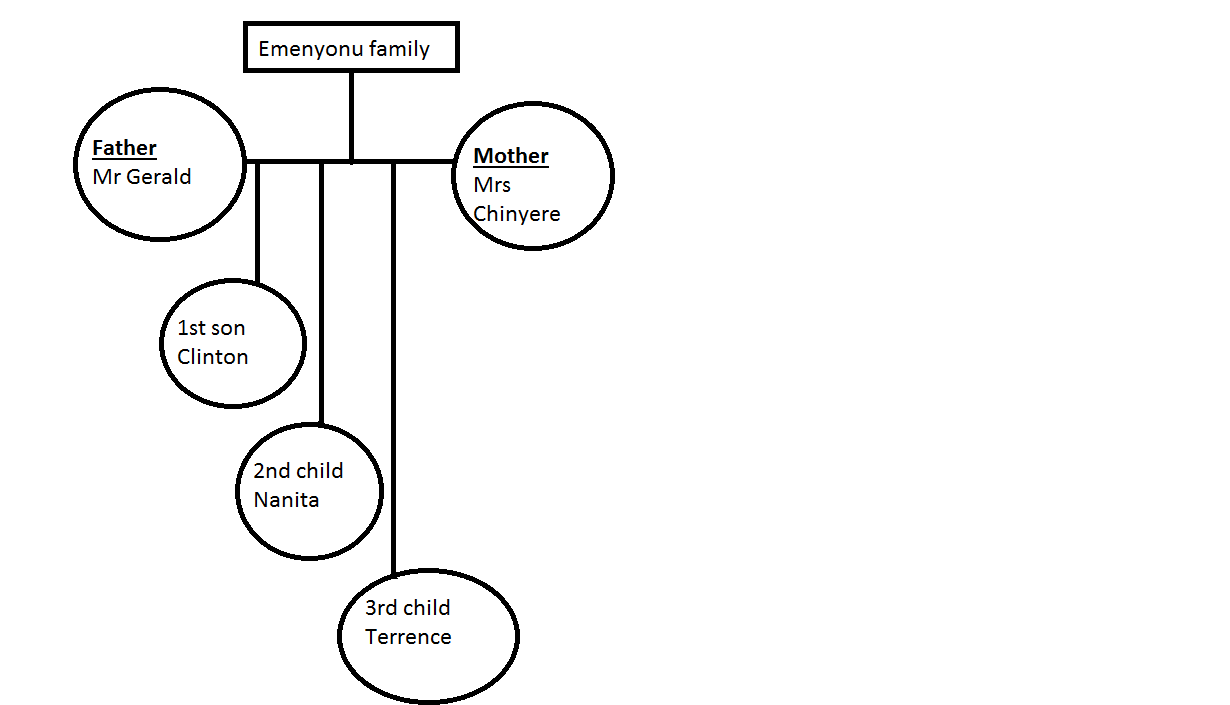 Emenyonu family
Father
Mr Gerald
Mother
Mrs
Chinyere
1st son
Clinton
2nd child
Nanita
3rd child
Terrence